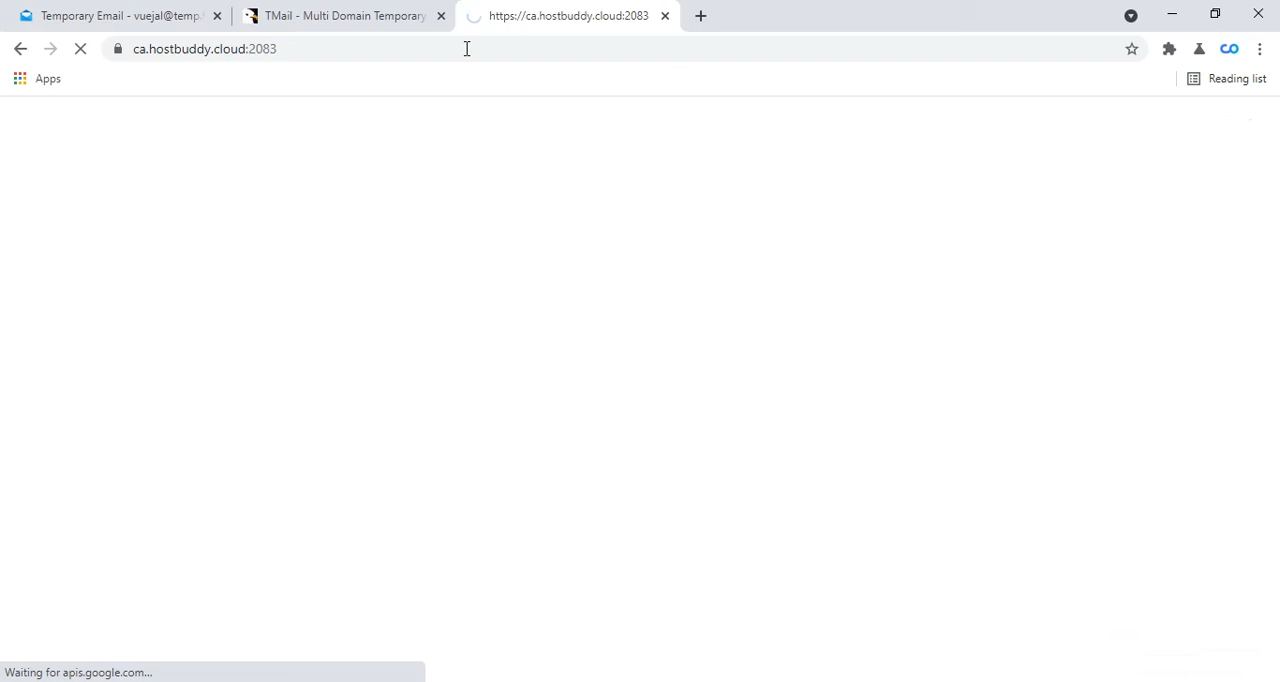 Temporary Email - vuejal@temp.
TMail - Multi Domain Temporary
https://ca.hostbuddy.cloud:2083
ca.hostbuddy.cloud:2083
Apps
Reading list
Waiting for apis.google.com...